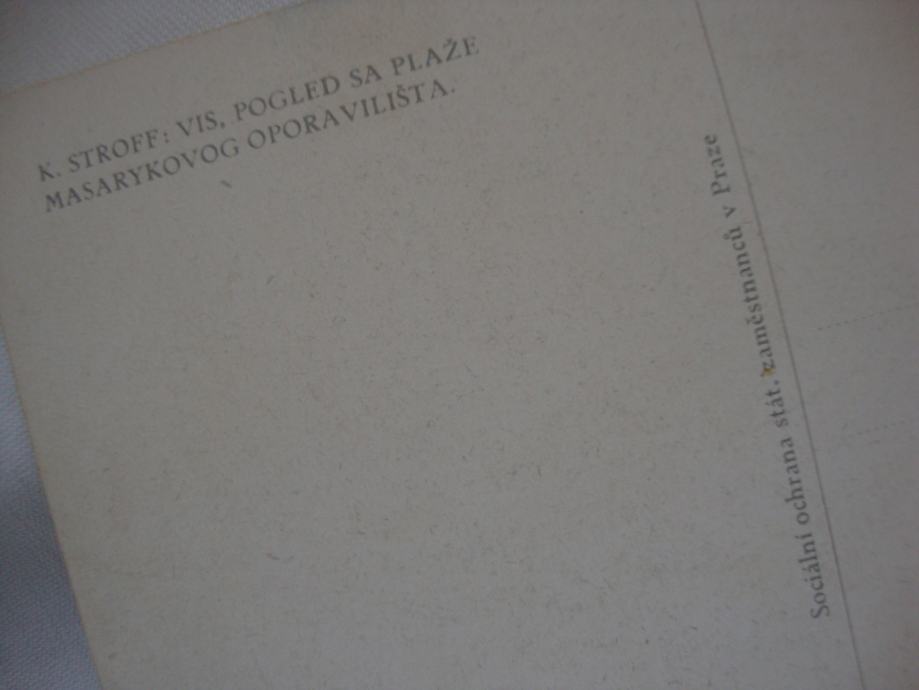 K. STROFF: VIS, POGLED SA PLAŽE
MASARYKOVOG OPORAVILIŠTA.
Sociální ochrana stát. zaměstnanců v Praze